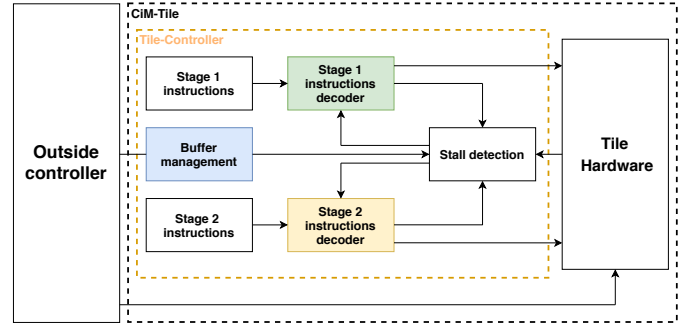 CiM-Tile
Tile-Controller
Stage 1
instructions
Stage 1
instructions
decoder
Outside
controller
Buffer
management
Stall detection
Tile
Hardware
Stage 2
instructions
Stage 2
instructions
decoder